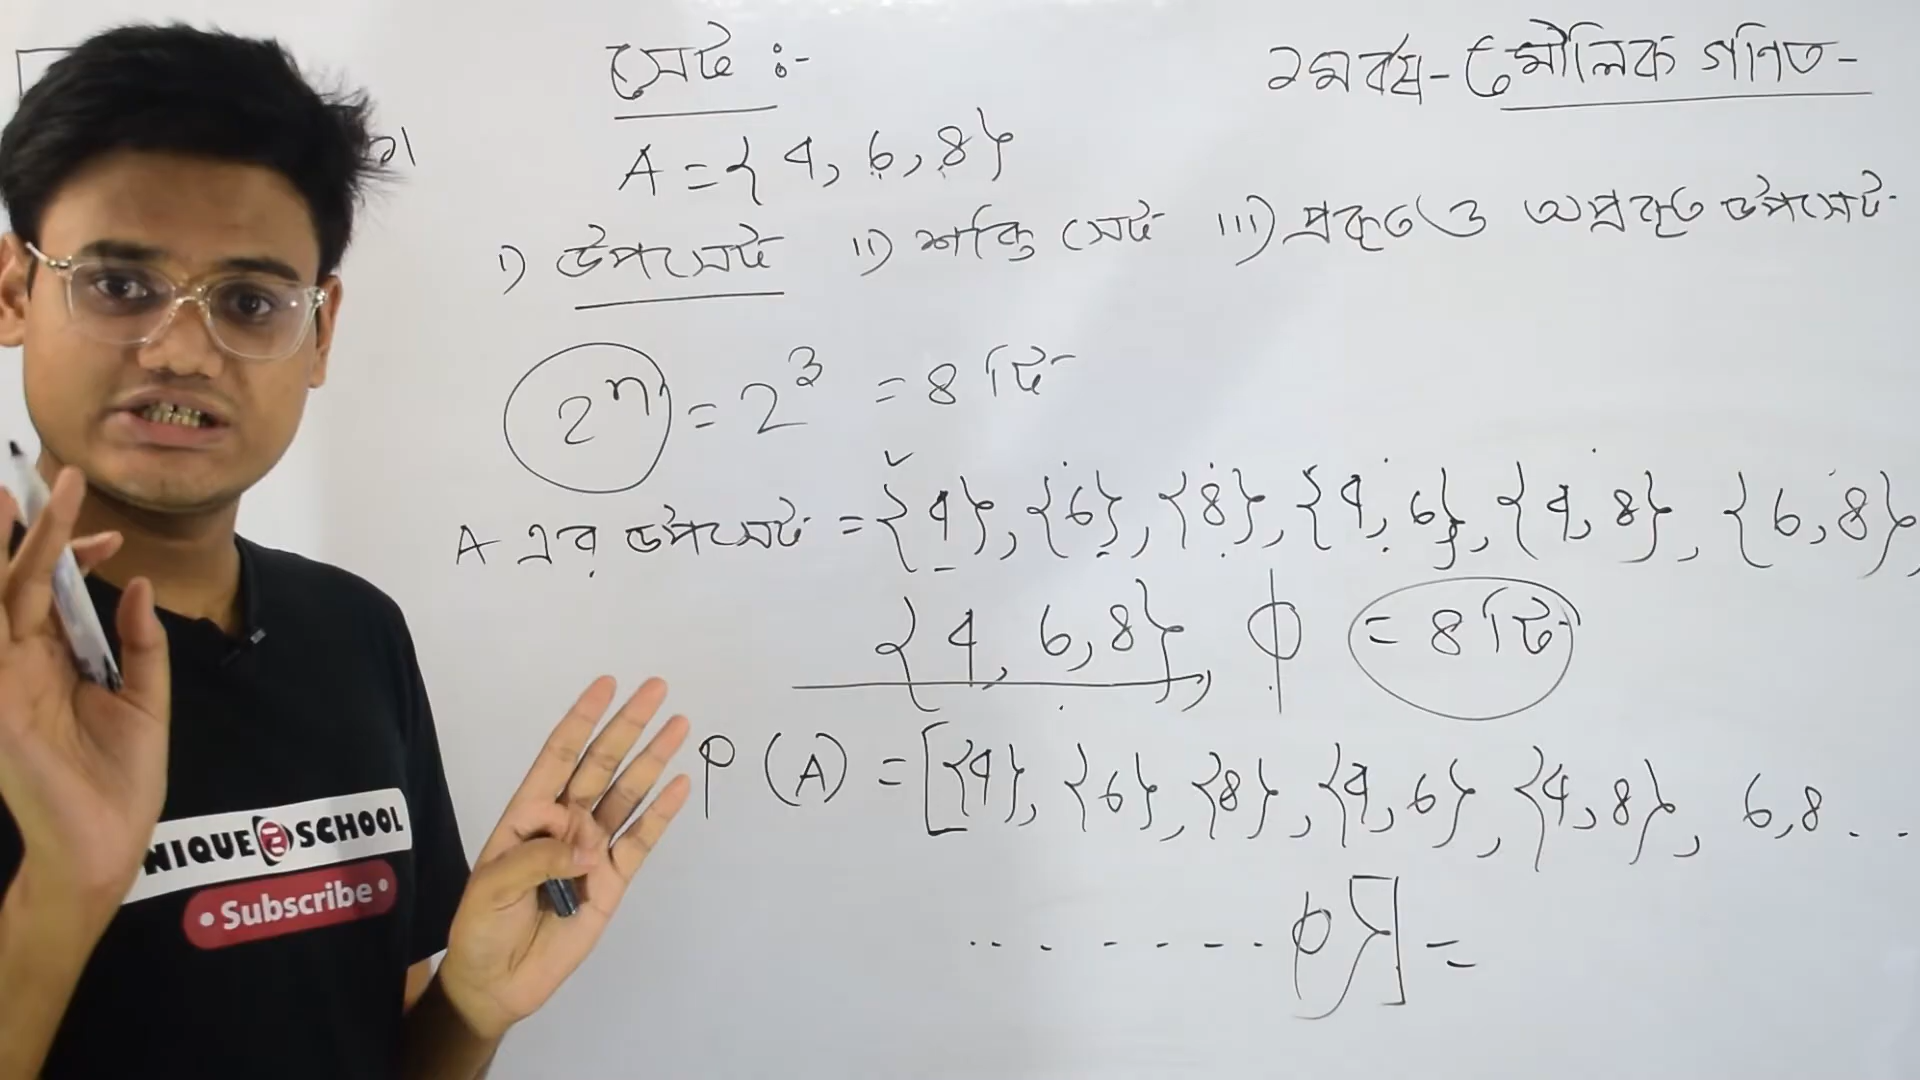 সেট :-
১ম বর্ষ - মৌলিক গনিত -
A = { 4, 6, 8}
i) উপসেট ii) শক্তি সেট iii) প্রকৃত ও অপ্রকৃত উপসেট
2ⁿ = 2³ = 8 টি
A এর উপসেট = {4}, {6}, {8}, {4, 6}, {4, 8}, {6, 8},
{4, 6, 8}, φ = 8 টি
P (A) = [{4}, {6}, {8}, {4, 6}, {4, 8}, 6, 8 . . .
. . . - - - - . φ}] =
UNIQUE SCHOOL
• Subscribe •